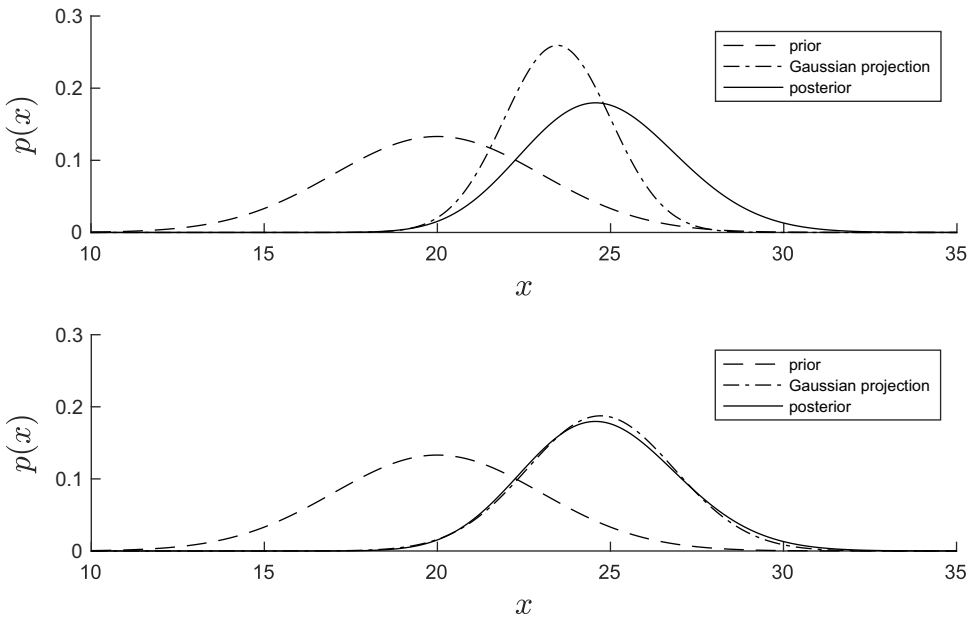 0.3
0.2
0.1
0
p(x)
prior
Gaussian projection
posterior
10 15 20 25 30 35
x
0.3
0.2
0.1
0
p(x)
prior
Gaussian projection
posterior
10 15 20 25 30 35
x